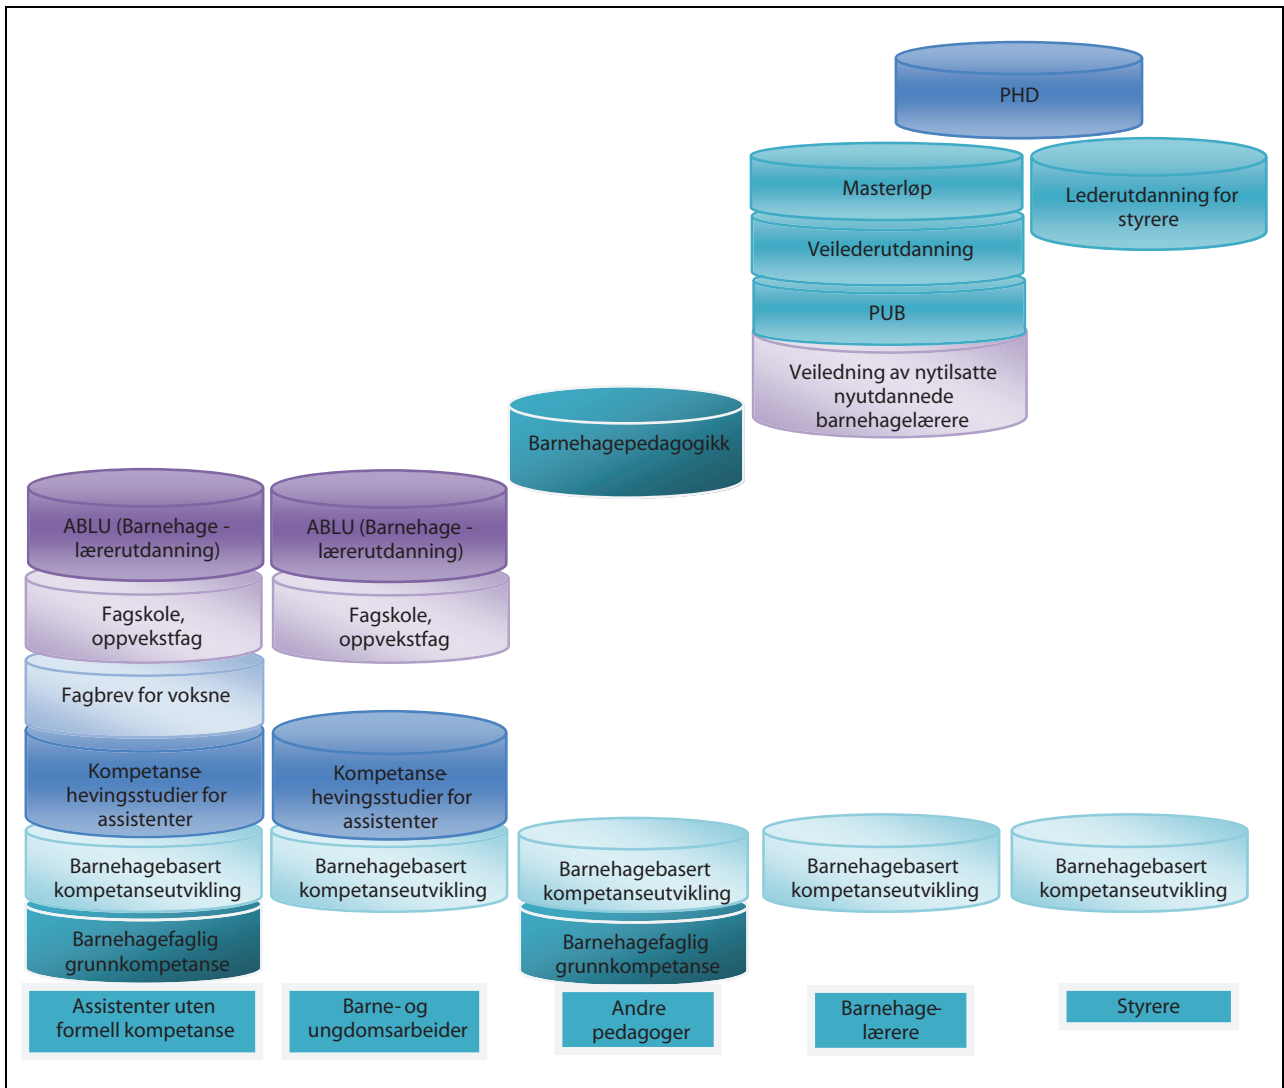 PHD
Masterløp
Lederutdanning for
styrere
Veilederutdanning
PUB
Veiledning av nytilsatte
nyutdannede
barnehagelærere
Barnehagepedagogikk
ABLU (Barnehage -
lærerutdanning)
ABLU (Barnehage -
lærerutdanning)
Fagskole,
oppvekstfag
Fagskole,
oppvekstfag
Fagbrev for voksne
Kompetanse-
hevingsstudier for
assistenter
Kompetanse-
hevingsstudier for
assistenter
Barnehagebasert
kompetanseutvikling
Barnehagebasert
kompetanseutvikling
Barnehagebasert
kompetanseutvikling
Barnehagebasert
kompetanseutvikling
Barnehagebasert
kompetanseutvikling
Barnehagefaglig
grunnkompetanse
Barnehagefaglig
grunnkompetanse
Assistenter uten
formell kompetanse
Barne- og
ungdomsarbeider
Andre
pedagoger
Barnehage-
lærere
Styrere